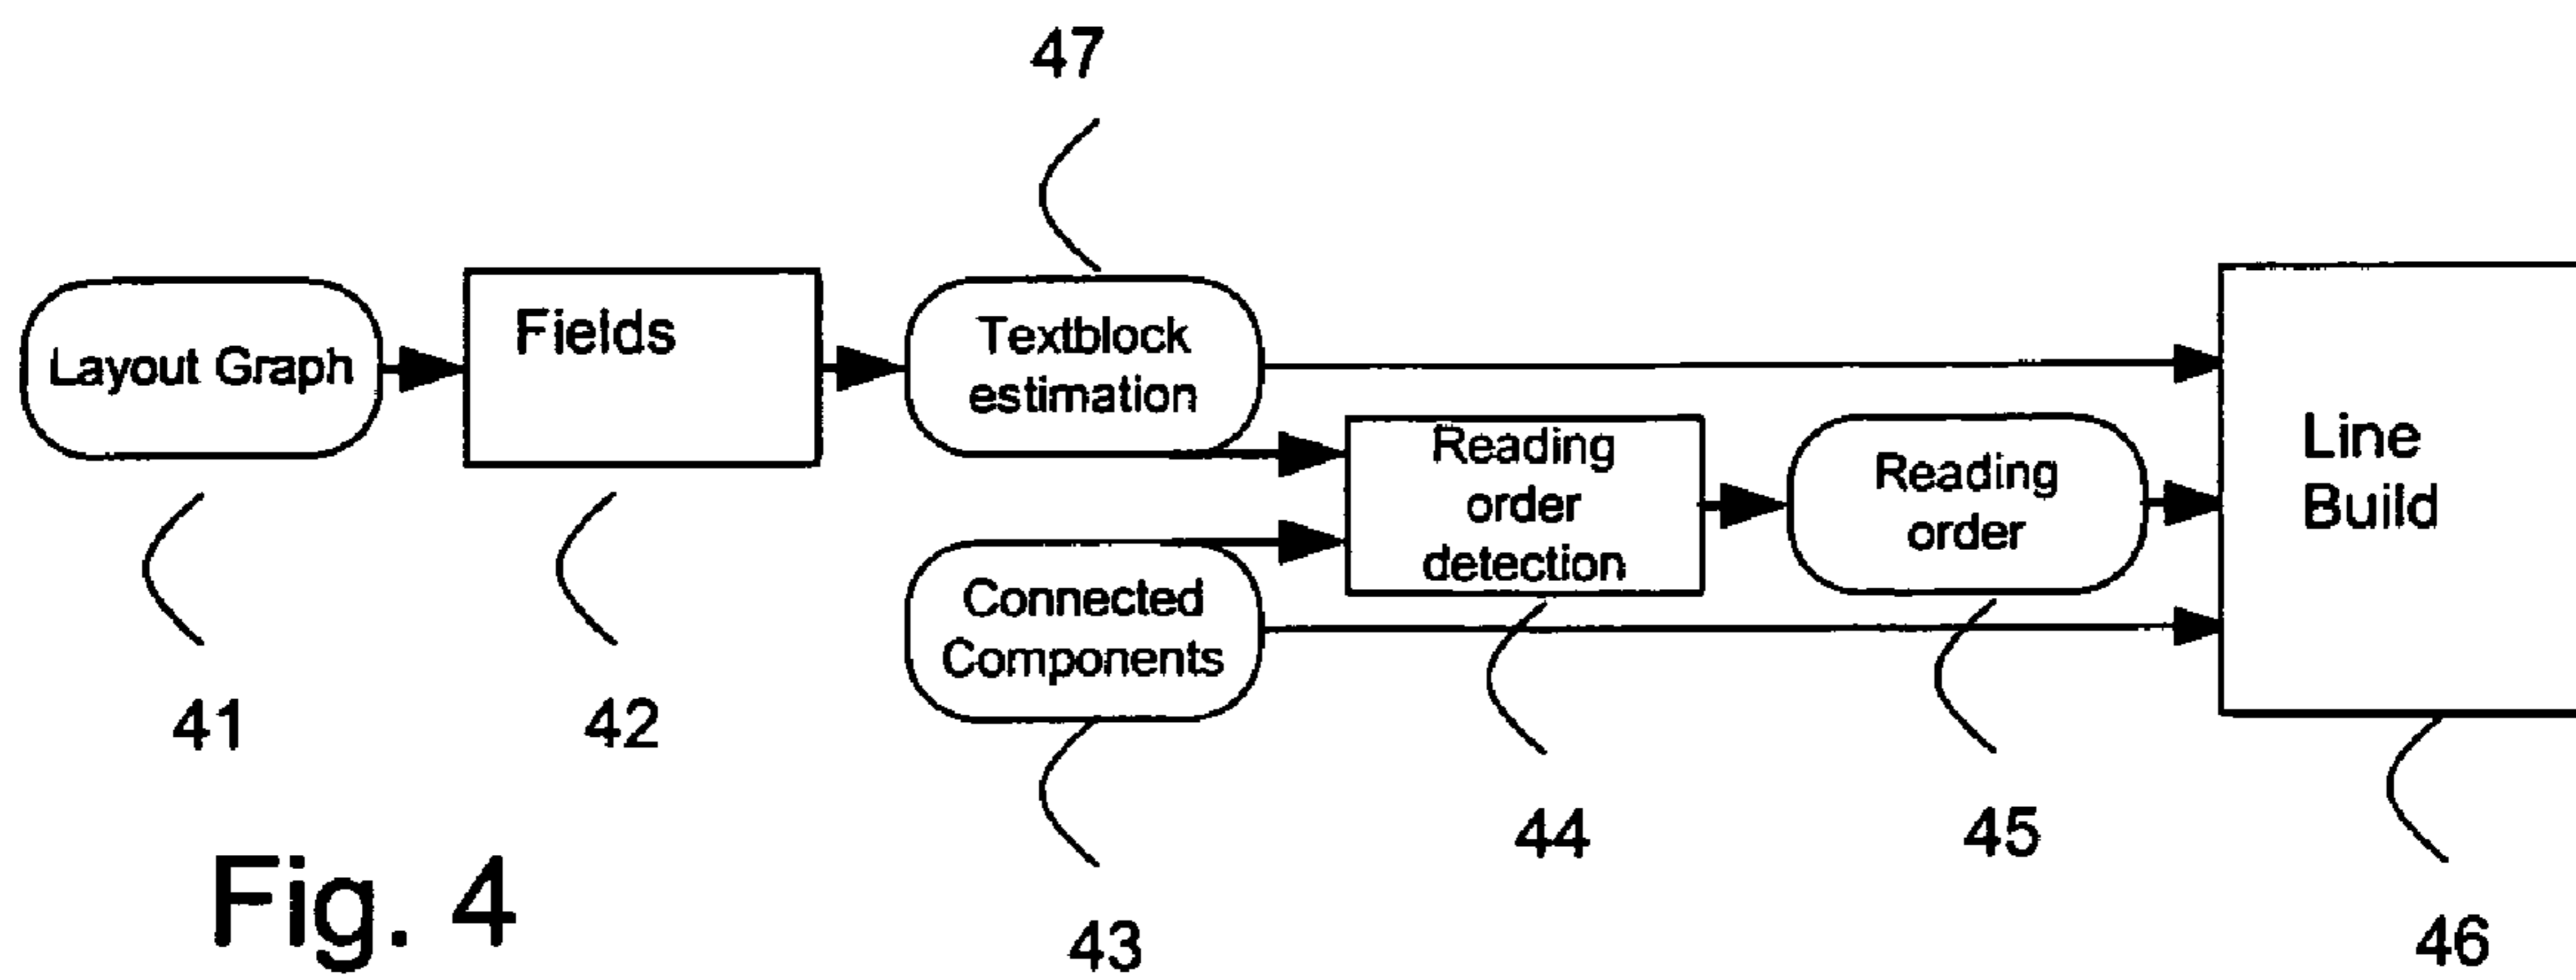 47
Layout Graph
Fields
Textblock
estimation
Reading
order
detection
Reading
order
Line
Build
Connected
Components
41
42
43
44
45
46
Fig. 4